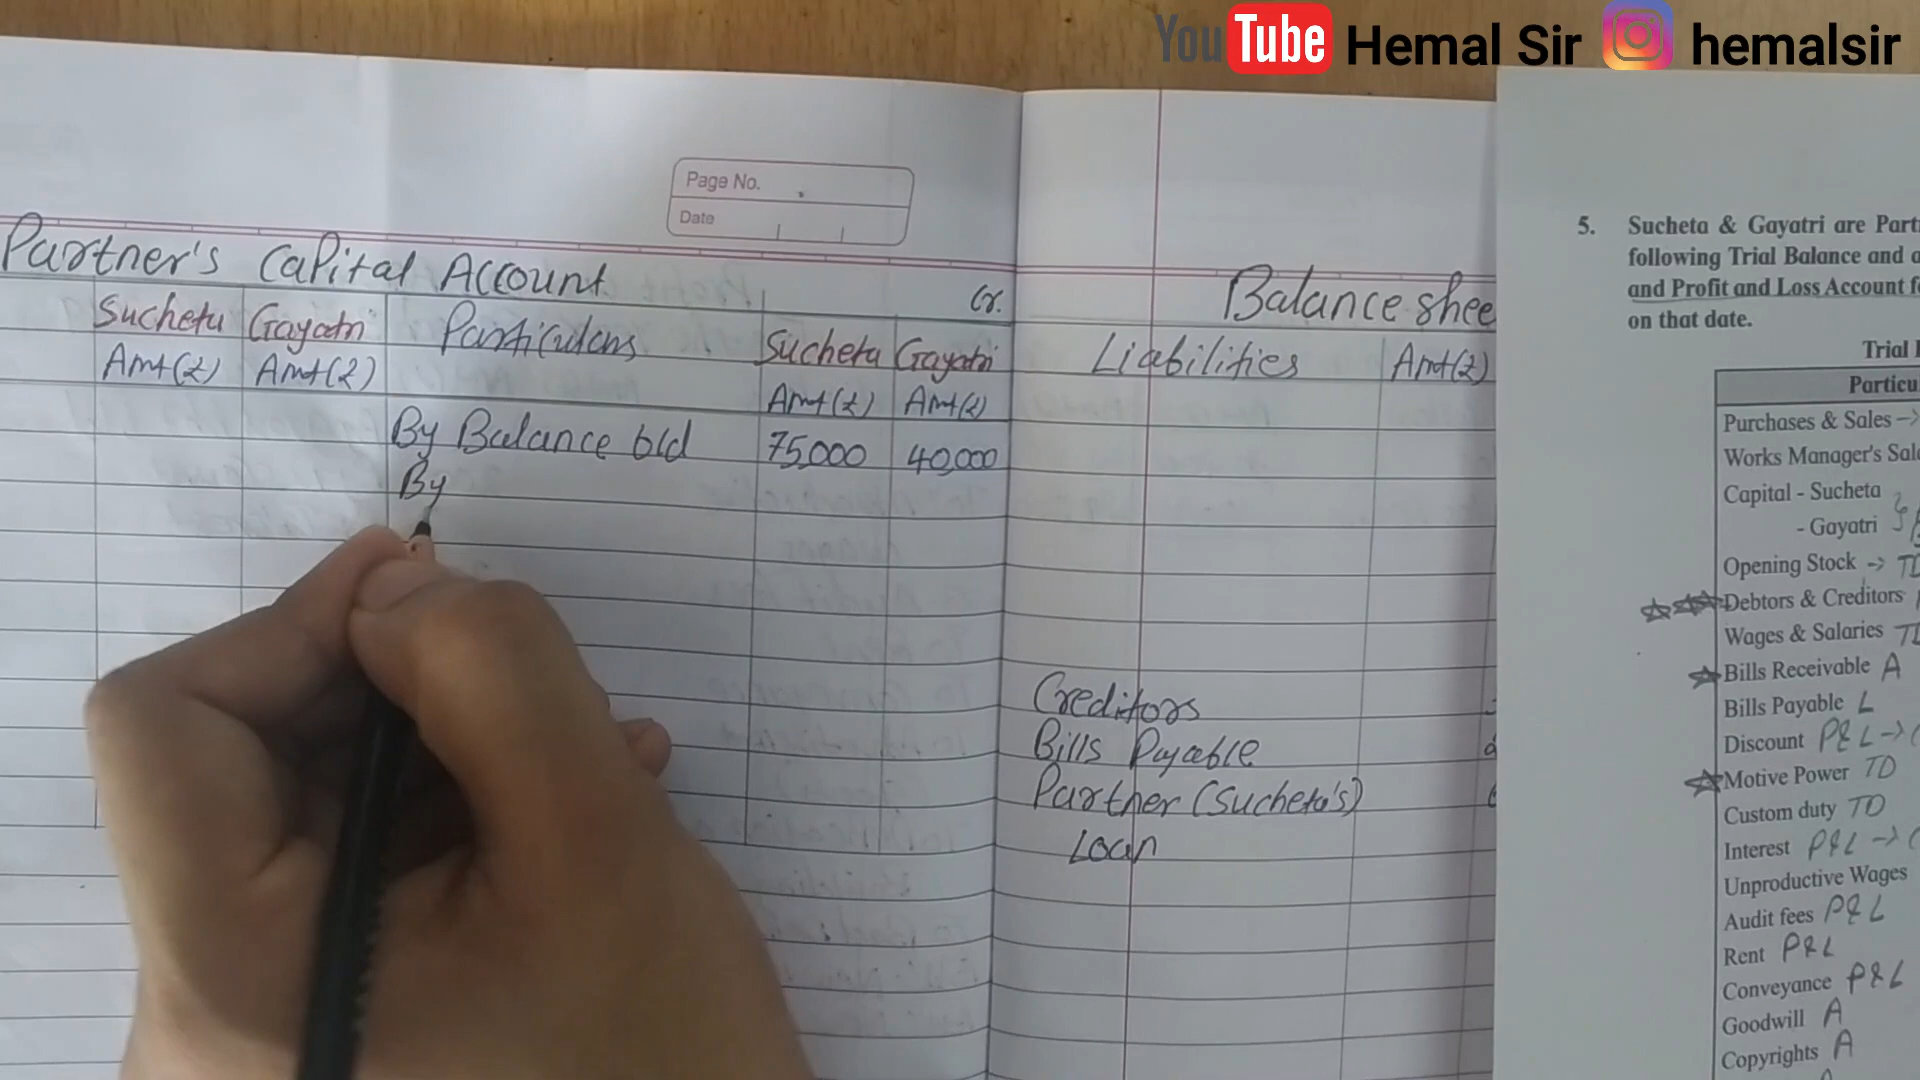 YouTube Hemal Sir hemalsir
Page No.
Date
Partner's Capital Account
Cr.
Sucheta Gayatri Particulars Sucheta Gayatri
Amt(₹) Amt(₹) Amt(₹) Amt(₹)
By Balance b/d 75,000 40,000
By
Balance shee
Liabilities Amt(₹)
Creditors
Bills Payable
Partner (Sucheta's)
Loan
5. Sucheta & Gayatri are Part
following Trial Balance and a
and Profit and Loss Account f
on that date.
Trial
Particu
Purchases & Sales →
Works Manager's Sal
Capital - Sucheta
- Gayatri
Opening Stock → TD
Debtors & Creditors
Wages & Salaries TD
Bills Receivable A
Bills Payable L
Discount P&L →
Motive Power TD
Custom duty TD
Interest P&L →
Unproductive Wages
Audit fees P&L
Rent P&L
Conveyance P&L
Goodwill A
Copyrights A